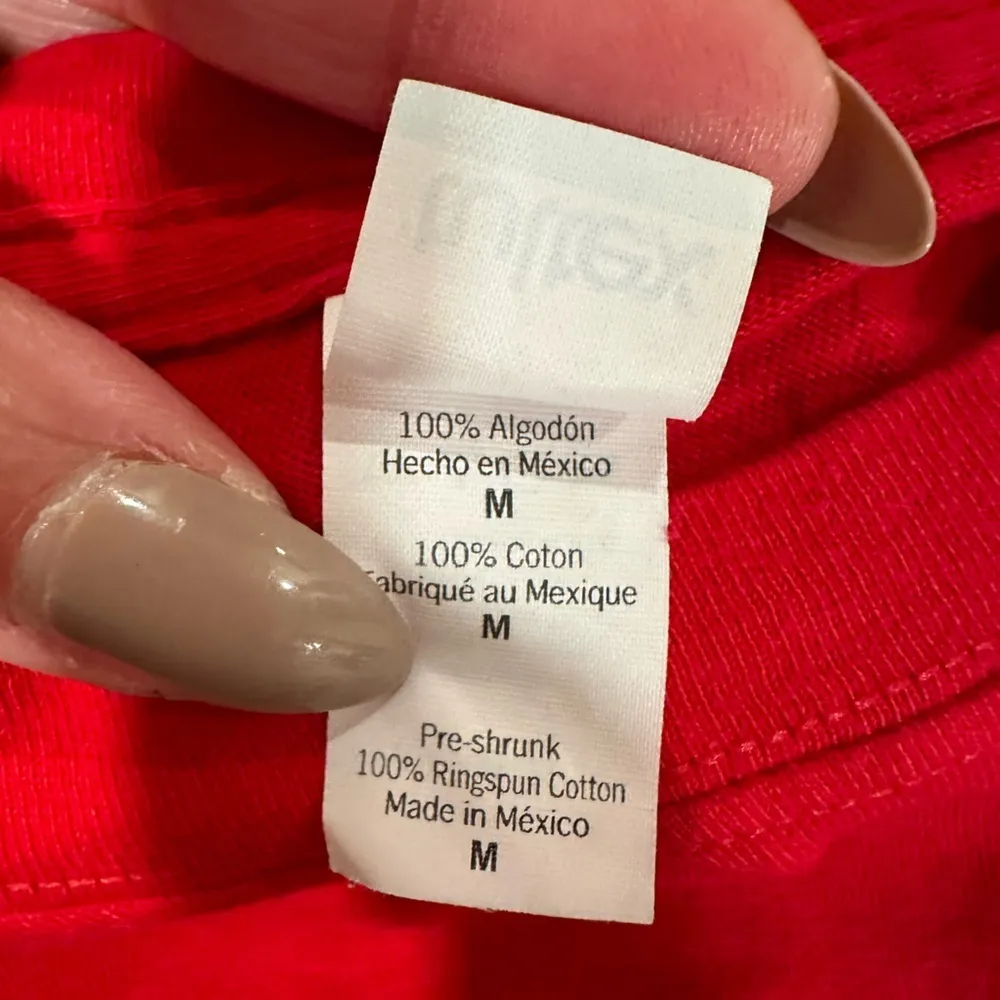 100% Algodón
Hecho en México
M
100% Coton
Fabriqué au Mexique
M
Pre-shrunk
100% Ringspun Cotton
Made in México
M